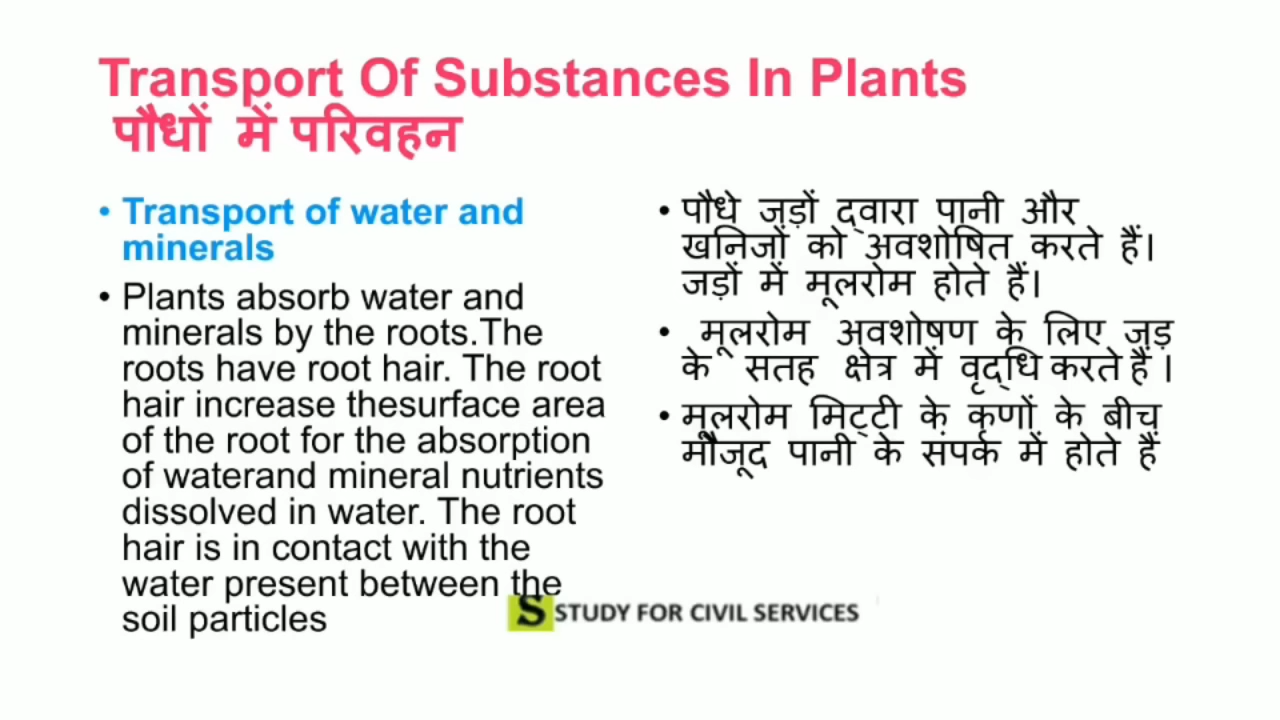 Transport Of Substances In Plants
पौधों में परिवहन
• Transport of water and
minerals
• Plants absorb water and
minerals by the roots.The
roots have root hair. The root
hair increase thesurface area
of the root for the absorption
of waterand mineral nutrients
dissolved in water. The root
hair is in contact with the
water present between the
soil particles
• पौधे जड़ों द्वारा पानी और
खनिजों को अवशोषित करते हैं।
जड़ों में मूलरोम होते हैं।
• मूलरोम अवशोषण के लिए जड़
के सतह क्षेत्र में वृद्धि करते हैं ।
• मूलरोम मिट्टी के कणों के बीच
मौजूद पानी के संपर्क में होते हैं
S STUDY FOR CIVIL SERVICES